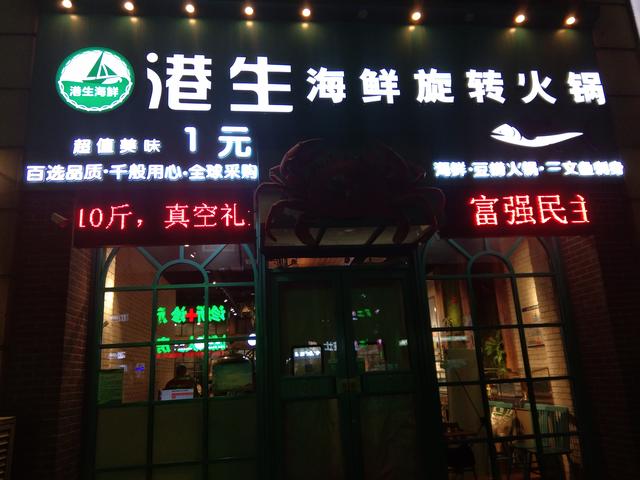 港生海鲜旋转火锅
港生海鲜
超值美味 1元
百选品质·千般用心·全球采购
海鲜·豆捞火锅·三文鱼刺身
10斤，真空礼
富强民主